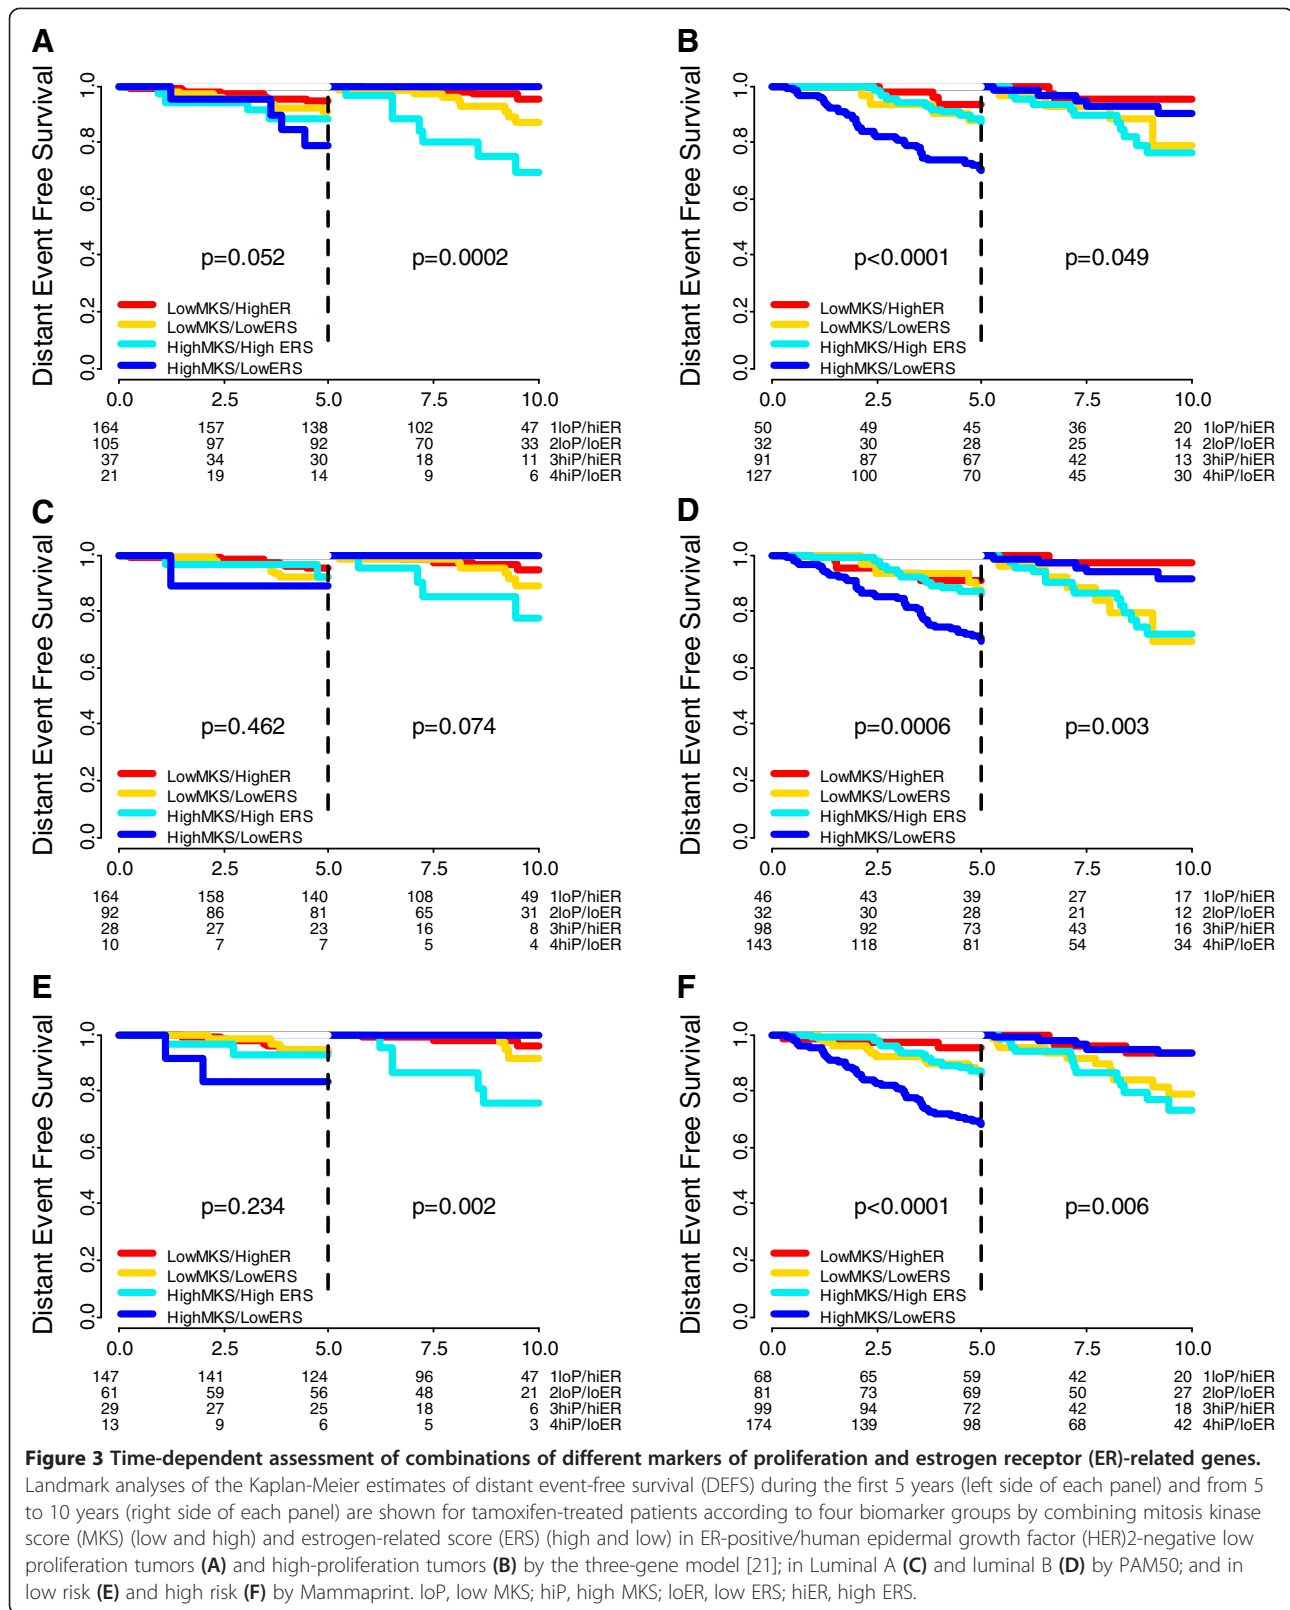 A
Distant Event Free Survival
1.0
0.8
0.6
0.4
0.2
0.0
p=0.052
p=0.0002
LowMKS/HighER
LowMKS/LowERS
HighMKS/High ERS
HighMKS/LowERS
0.0 2.5 5.0 7.5 10.0
164 157 138 102 47 1loP/hiER
105 97 92 70 33 2loP/loER
37 34 30 18 11 3hiP/hiER
21 19 14 9 6 4hiP/loER
B
Distant Event Free Survival
1.0
0.8
0.6
0.4
0.2
0.0
p<0.0001
p=0.049
LowMKS/HighER
LowMKS/LowERS
HighMKS/High ERS
HighMKS/LowERS
0.0 2.5 5.0 7.5 10.0
50 49 45 36 20 1loP/hiER
32 30 28 25 14 2loP/loER
91 87 67 42 13 3hiP/hiER
127 100 70 45 30 4hiP/loER
C
Distant Event Free Survival
1.0
0.8
0.6
0.4
0.2
0.0
p=0.462
p=0.074
LowMKS/HighER
LowMKS/LowERS
HighMKS/High ERS
HighMKS/LowERS
0.0 2.5 5.0 7.5 10.0
164 158 140 108 49 1loP/hiER
92 86 81 65 31 2loP/loER
28 27 23 16 8 3hiP/hiER
10 7 7 5 4 4hiP/loER
D
Distant Event Free Survival
1.0
0.8
0.6
0.4
0.2
0.0
p=0.0006
p=0.003
LowMKS/HighER
LowMKS/LowERS
HighMKS/High ERS
HighMKS/LowERS
0.0 2.5 5.0 7.5 10.0
46 43 39 27 17 1loP/hiER
32 30 28 21 12 2loP/loER
98 92 73 43 16 3hiP/hiER
143 118 81 54 34 4hiP/loER
E
Distant Event Free Survival
1.0
0.8
0.6
0.4
0.2
0.0
p=0.234
p=0.002
LowMKS/HighER
LowMKS/LowERS
HighMKS/High ERS
HighMKS/LowERS
0.0 2.5 5.0 7.5 10.0
147 141 124 96 47 1loP/hiER
61 59 56 48 21 2loP/loER
29 27 25 18 6 3hiP/hiER
13 9 6 5 3 4hiP/loER
F
Distant Event Free Survival
1.0
0.8
0.6
0.4
0.2
0.0
p<0.0001
p=0.006
LowMKS/HighER
LowMKS/LowERS
HighMKS/High ERS
HighMKS/LowERS
0.0 2.5 5.0 7.5 10.0
68 65 59 42 20 1loP/hiER
81 73 69 50 27 2loP/loER
99 94 72 42 18 3hiP/hiER
174 139 98 68 42 4hiP/loER
Figure 3 Time-dependent assessment of combinations of different markers of proliferation and estrogen receptor (ER)-related genes.
Landmark analyses of the Kaplan-Meier estimates of distant event-free survival (DEFS) during the first 5 years (left side of each panel) and from 5
to 10 years (right side of each panel) are shown for tamoxifen-treated patients according to four biomarker groups by combining mitosis kinase
score (MKS) (low and high) and estrogen-related score (ERS) (high and low) in ER-positive/human epidermal growth factor (HER)2-negative low
proliferation tumors (A) and high-proliferation tumors (B) by the three-gene model [21]; in Luminal A (C) and luminal B (D) by PAM50; and in
low risk (E) and high risk (F) by Mammaprint. loP, low MKS; hiP, high MKS; loER, low ERS; hiER, high ERS.